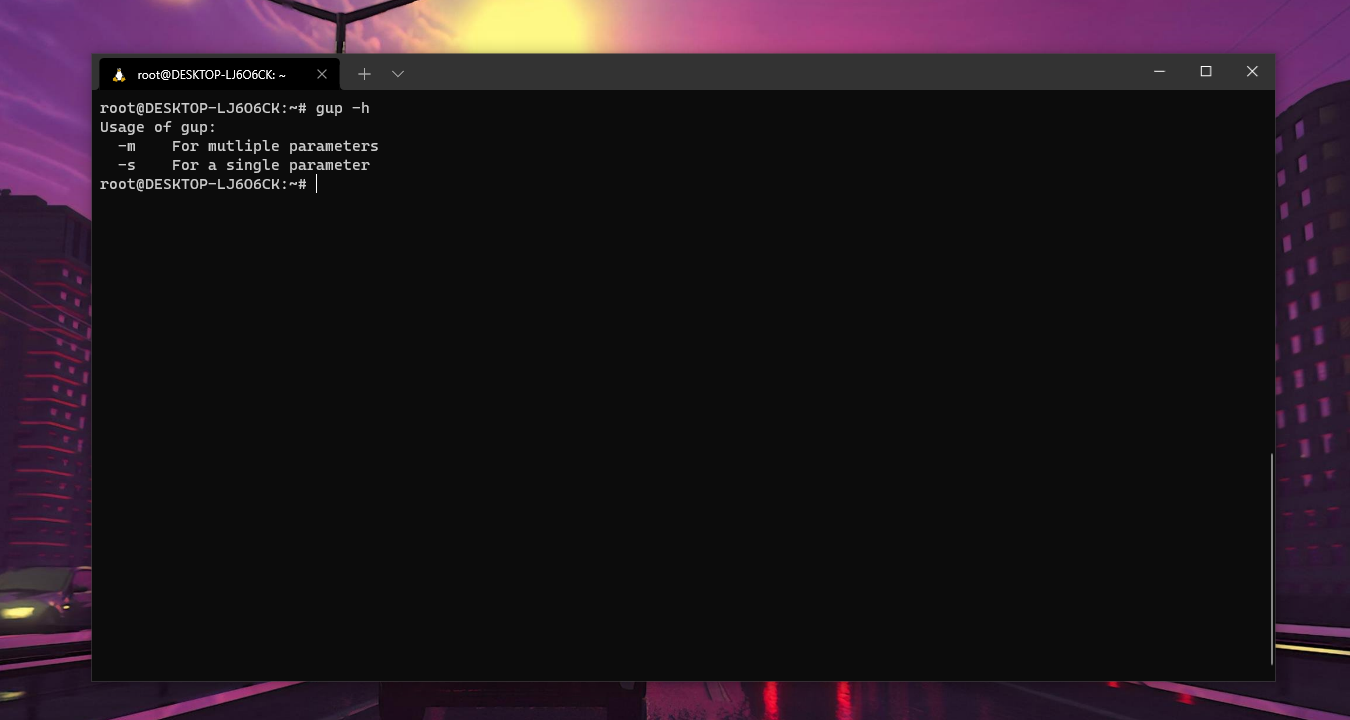 root@DESKTOP-LJ6O6CK: ~
root@DESKTOP-LJ6O6CK:~# gup -h
Usage of gup:
  -m    For mutliple parameters
  -s    For a single parameter
root@DESKTOP-LJ6O6CK:~#